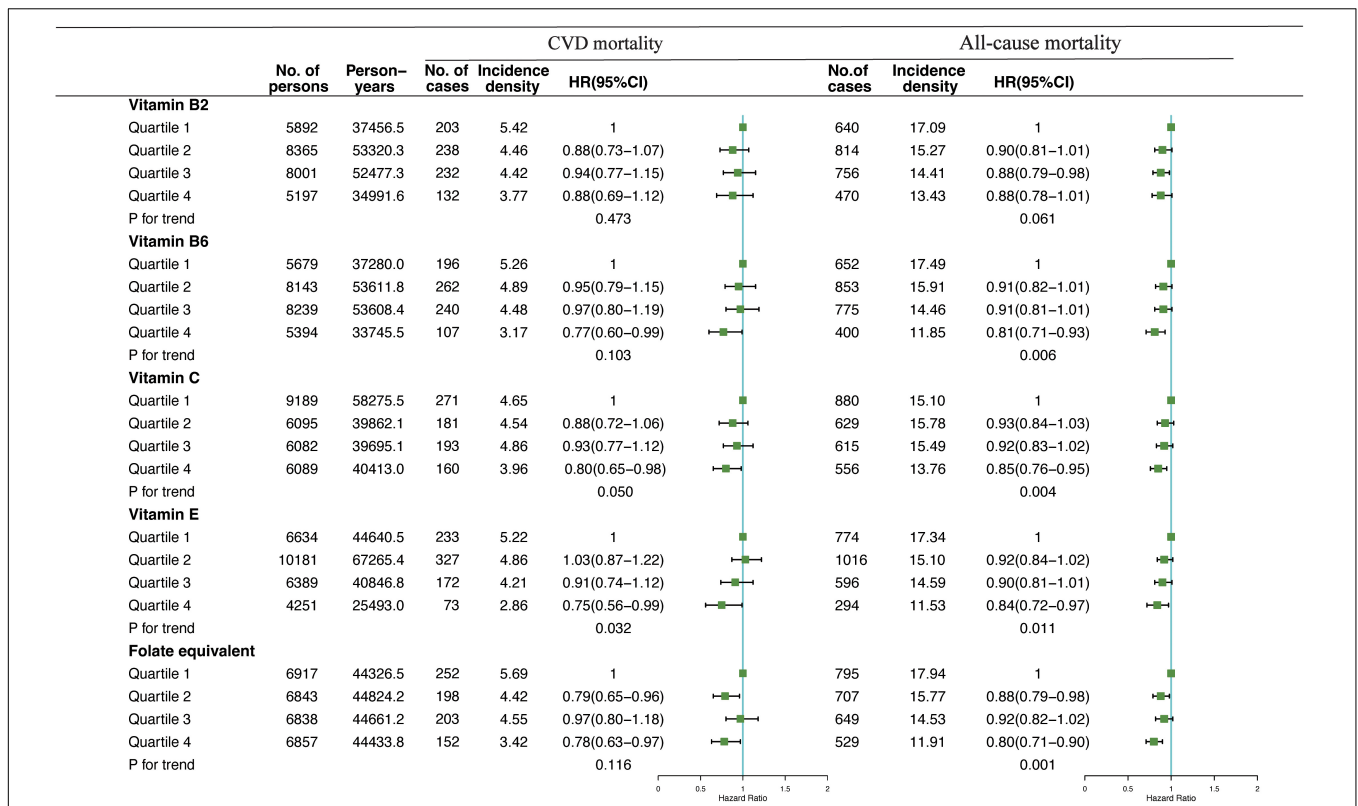 CVD mortality All-cause mortality
No. of persons Person–years No. of cases Incidence density HR(95%CI) No.of cases Incidence density HR(95%CI)
Vitamin B2
Quartile 1 5892 37456.5 203 5.42 1 640 17.09 1
Quartile 2 8365 53320.3 238 4.46 0.88(0.73–1.07) 814 15.27 0.90(0.81–1.01)
Quartile 3 8001 52477.3 232 4.42 0.94(0.77–1.15) 756 14.41 0.88(0.79–0.98)
Quartile 4 5197 34991.6 132 3.77 0.88(0.69–1.12) 470 13.43 0.88(0.78–1.01)
P for trend 0.473 0.061
Vitamin B6
Quartile 1 5679 37280.0 196 5.26 1 652 17.49 1
Quartile 2 8143 53611.8 262 4.89 0.95(0.79–1.15) 853 15.91 0.91(0.82–1.01)
Quartile 3 8239 53608.4 240 4.48 0.97(0.80–1.19) 775 14.46 0.91(0.81–1.01)
Quartile 4 5394 33745.5 107 3.17 0.77(0.60–0.99) 400 11.85 0.81(0.71–0.93)
P for trend 0.103 0.006
Vitamin C
Quartile 1 9189 58275.5 271 4.65 1 880 15.10 1
Quartile 2 6095 39862.1 181 4.54 0.88(0.72–1.06) 629 15.78 0.93(0.84–1.03)
Quartile 3 6082 39695.1 193 4.86 0.93(0.77–1.12) 615 15.49 0.92(0.83–1.02)
Quartile 4 6089 40413.0 160 3.96 0.80(0.65–0.98) 556 13.76 0.85(0.76–0.95)
P for trend 0.050 0.004
Vitamin E
Quartile 1 6634 44640.5 233 5.22 1 774 17.34 1
Quartile 2 10181 67265.4 327 4.86 1.03(0.87–1.22) 1016 15.10 0.92(0.84–1.02)
Quartile 3 6389 40846.8 172 4.21 0.91(0.74–1.12) 596 14.59 0.90(0.81–1.01)
Quartile 4 4251 25493.0 73 2.86 0.75(0.56–0.99) 294 11.53 0.84(0.72–0.97)
P for trend 0.032 0.011
Folate equivalent
Quartile 1 6917 44326.5 252 5.69 1 795 17.94 1
Quartile 2 6843 44824.2 198 4.42 0.79(0.65–0.96) 707 15.77 0.88(0.79–0.98)
Quartile 3 6838 44661.2 203 4.55 0.97(0.80–1.18) 649 14.53 0.92(0.82–1.02)
Quartile 4 6857 44433.8 152 3.42 0.78(0.63–0.97) 529 11.91 0.80(0.71–0.90)
P for trend 0.116 0.001
0 0.5 1 1.5 2 0 0.5 1 1.5 2
Hazard Ratio Hazard Ratio